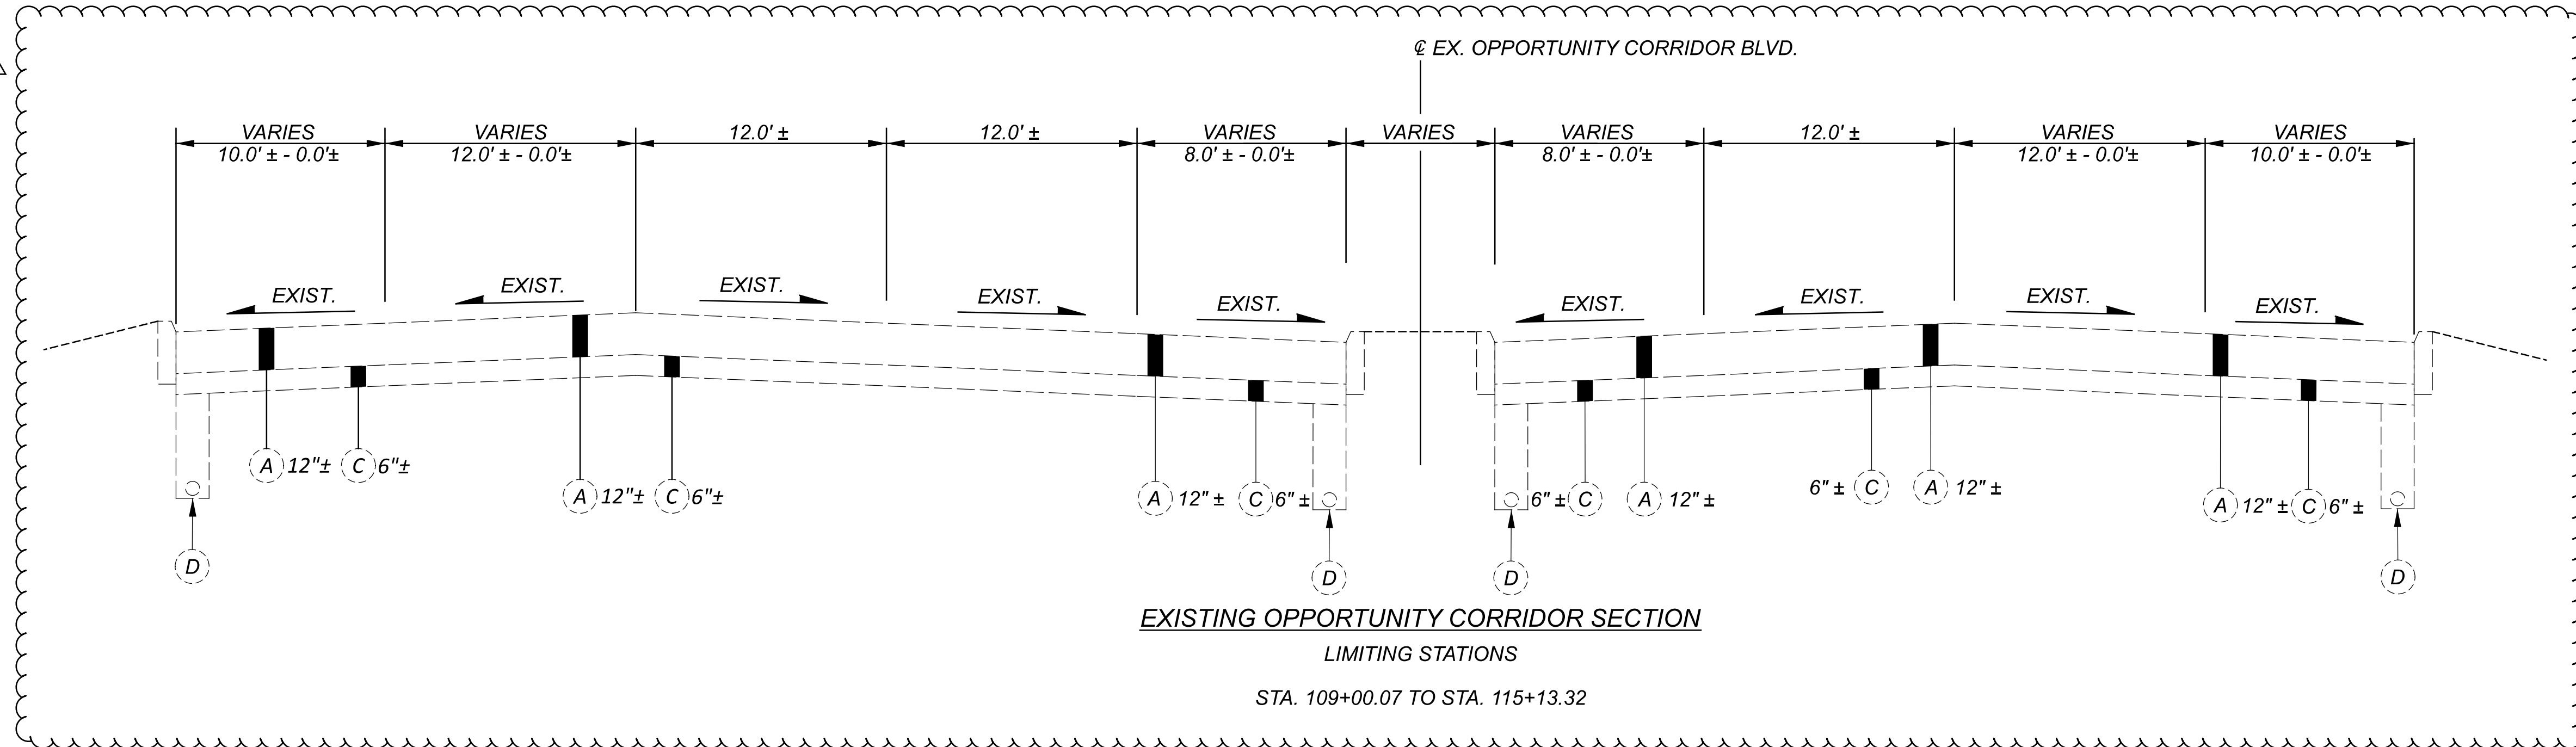 ℄ EX. OPPORTUNITY CORRIDOR BLVD.
VARIES VARIES 12.0' ± 12.0' ± VARIES VARIES VARIES 12.0' ± VARIES VARIES
10.0' ± - 0.0'± 12.0' ± - 0.0'± 8.0' ± - 0.0'± 8.0' ± - 0.0'± 12.0' ± - 0.0'± 10.0' ± - 0.0'±
EXIST. EXIST. EXIST. EXIST. EXIST. EXIST. EXIST. EXIST. EXIST.
A 12"± C 6"± A 12"± C 6"± A 12" ± C 6" ± 6" ± C A 12" ± 6" ± C A 12" ± A 12" ± C 6" ±
D D D D
EXISTING OPPORTUNITY CORRIDOR SECTION
LIMITING STATIONS
STA. 109+00.07 TO STA. 115+13.32